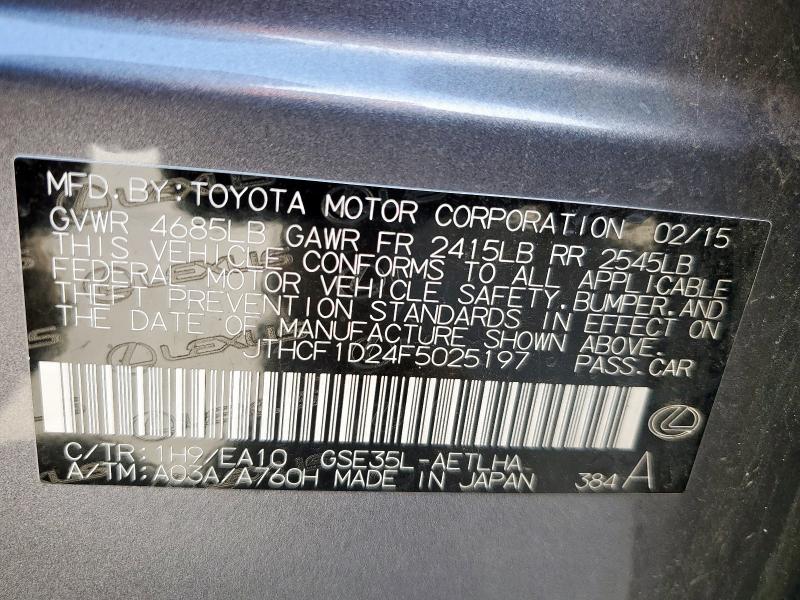 MFD. BY: TOYOTA MOTOR CORPORATION 02/15
GVWR 4685LB GAWR FR 2415LB RR 2545LB
THIS VEHICLE CONFORMS TO ALL APPLICABLE
FEDERAL MOTOR VEHICLE SAFETY, BUMPER, AND
THEFT PREVENTION STANDARDS IN EFFECT ON
THE DATE OF MANUFACTURE SHOWN ABOVE.
JTHCF1D24F5025197 PASS. CAR
C/TR: 1H9/EA10 GSE35L-AETLHA
A/TM: A03A/A760H MADE IN JAPAN 384 A
LEXUS
LEXUS